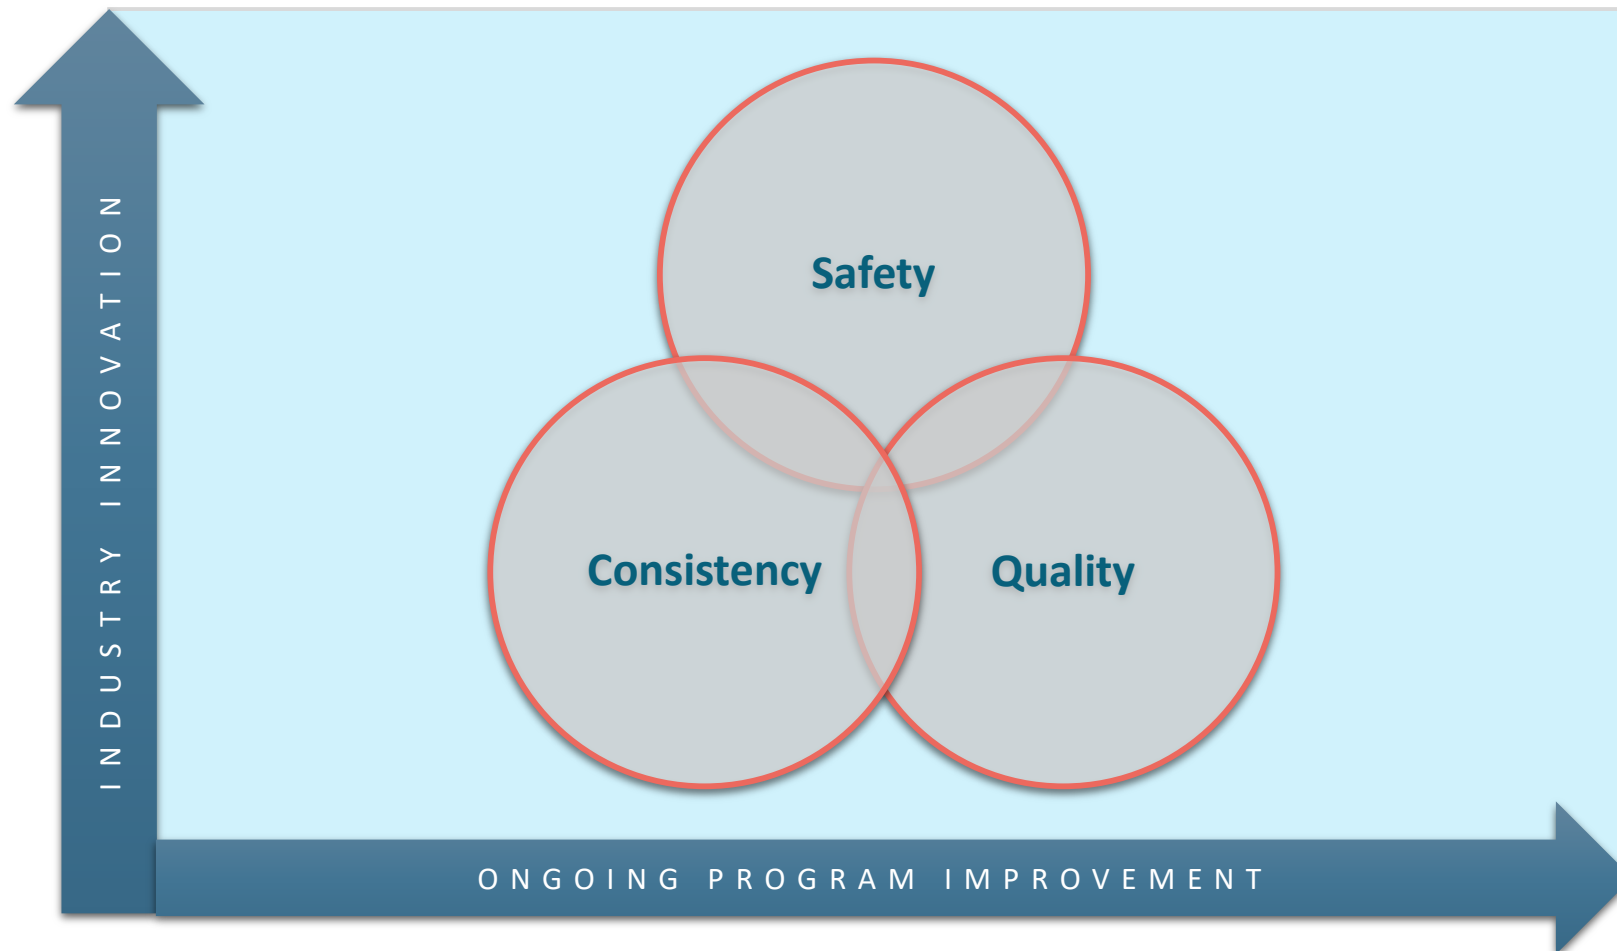 INDUSTRY INNOVATION
Safety
Consistency
Quality
ONGOING PROGRAM IMPROVEMENT